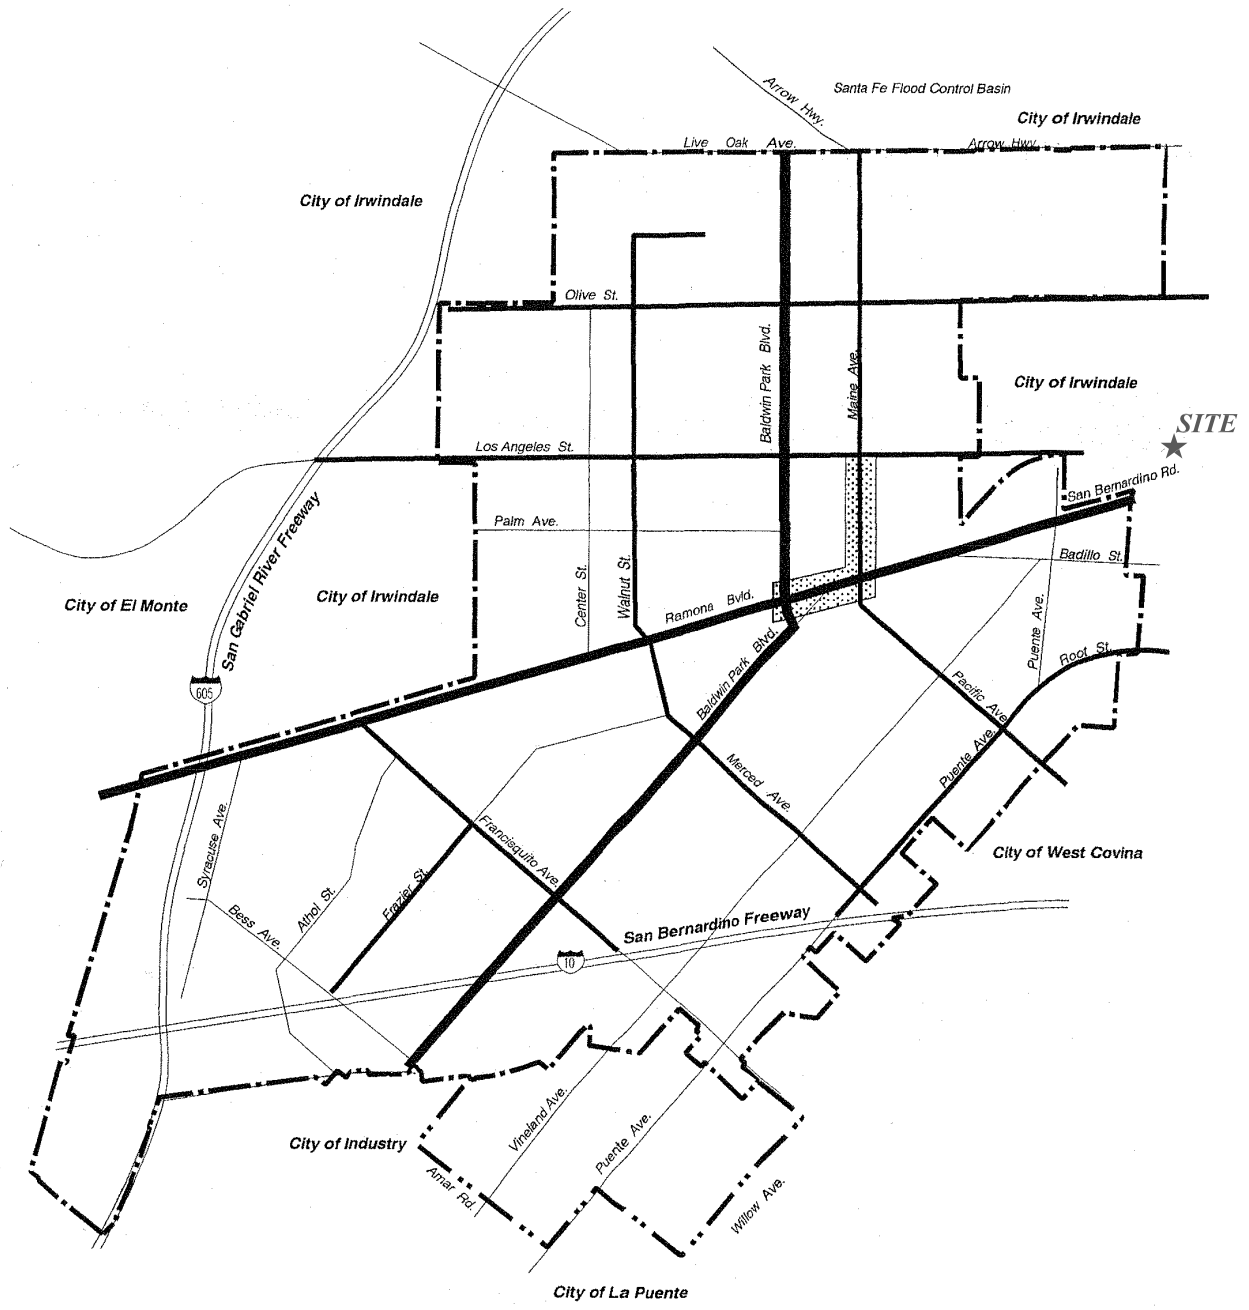 Arrow Hwy.
Santa Fe Flood Control Basin
City of Irwindale
Live Oak Ave.
Arrow Hwy.
City of Irwindale
Olive St.
Baldwin Park Blvd.
Maine Ave.
City of Irwindale
SITE
Los Angeles St.
San Bernardino Rd.
San Gabriel River Freeway
Palm Ave.
Badillo St.
City of El Monte
City of Irwindale
Center St.
Walnut St.
Ramona Bvld.
Puente Ave.
Root St.
605
Baldwin Park Blvd.
Pacific Ave.
Puente Ave.
Merced Ave.
Syracuse Ave.
Francisquito Ave.
City of West Covina
Athol St.
Frazier St.
Bess Ave.
San Bernardino Freeway
10
Vineland Ave.
Puente Ave.
City of Industry
Amar Rd.
Willow Ave.
City of La Puente